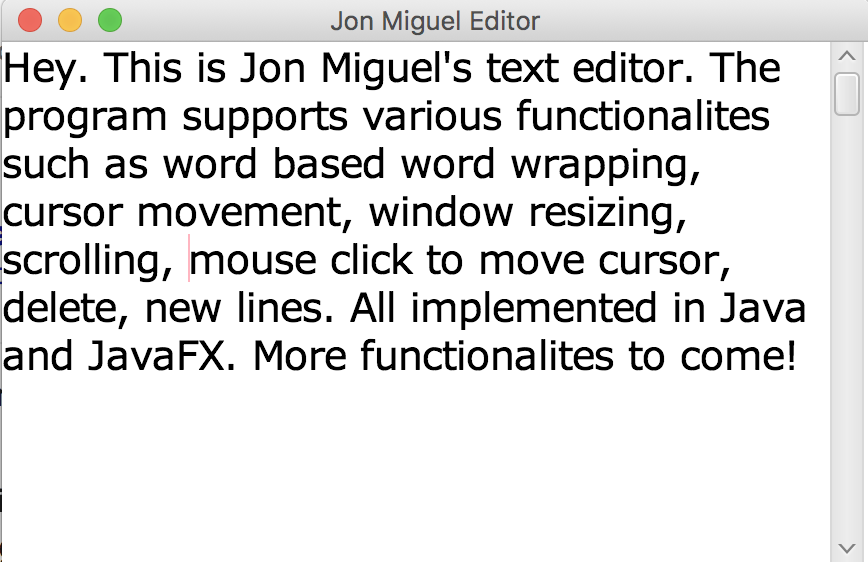 Jon Miguel Editor
Hey. This is Jon Miguel's text editor. The
program supports various functionalites
such as word based word wrapping,
cursor movement, window resizing,
scrolling, mouse click to move cursor,
delete, new lines. All implemented in Java
and JavaFX. More functionalites to come!